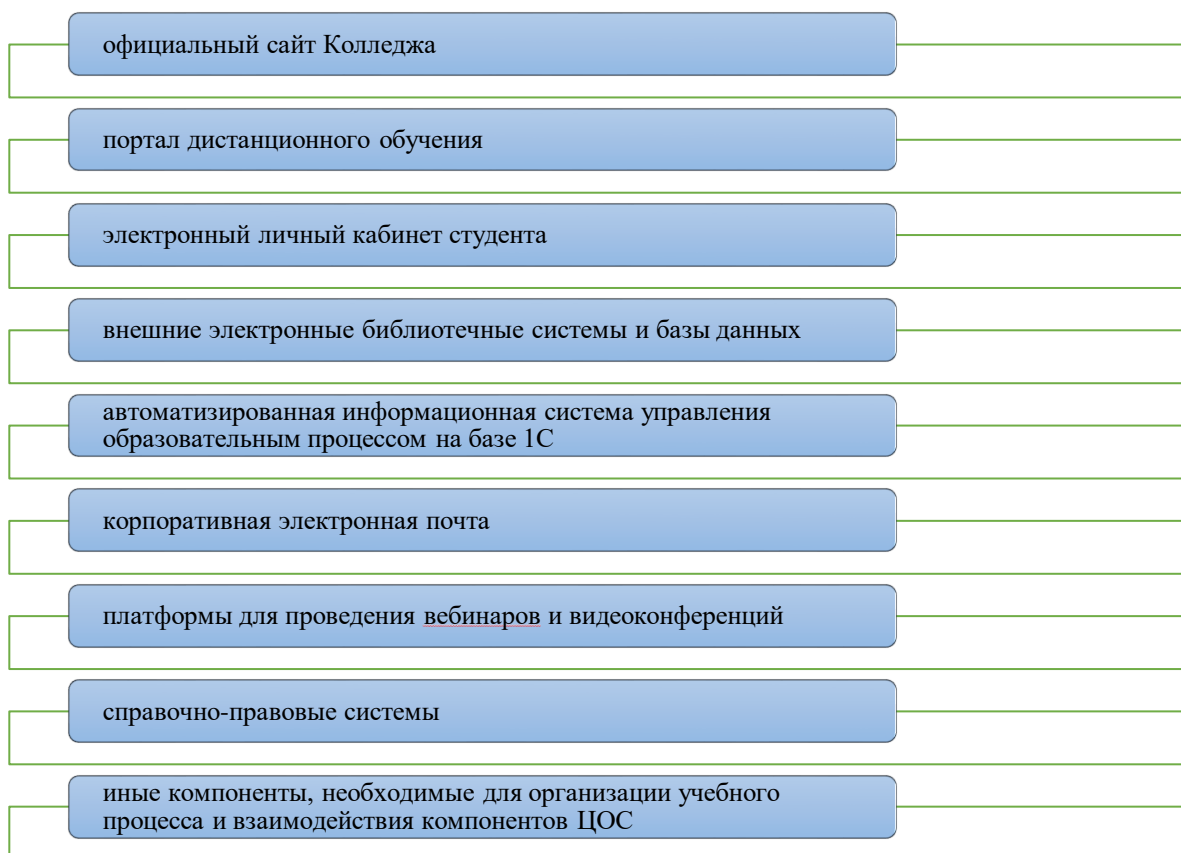 официальный сайт Колледжа
портал дистанционного обучения
электронный личный кабинет студента
внешние электронные библиотечные системы и базы данных
автоматизированная информационная система управления
образовательным процессом на базе 1С
корпоративная электронная почта
платформы для проведения вебинаров и видеоконференций
справочно-правовые системы
иные компоненты, необходимые для организации учебного
процесса и взаимодействия компонентов ЦОС